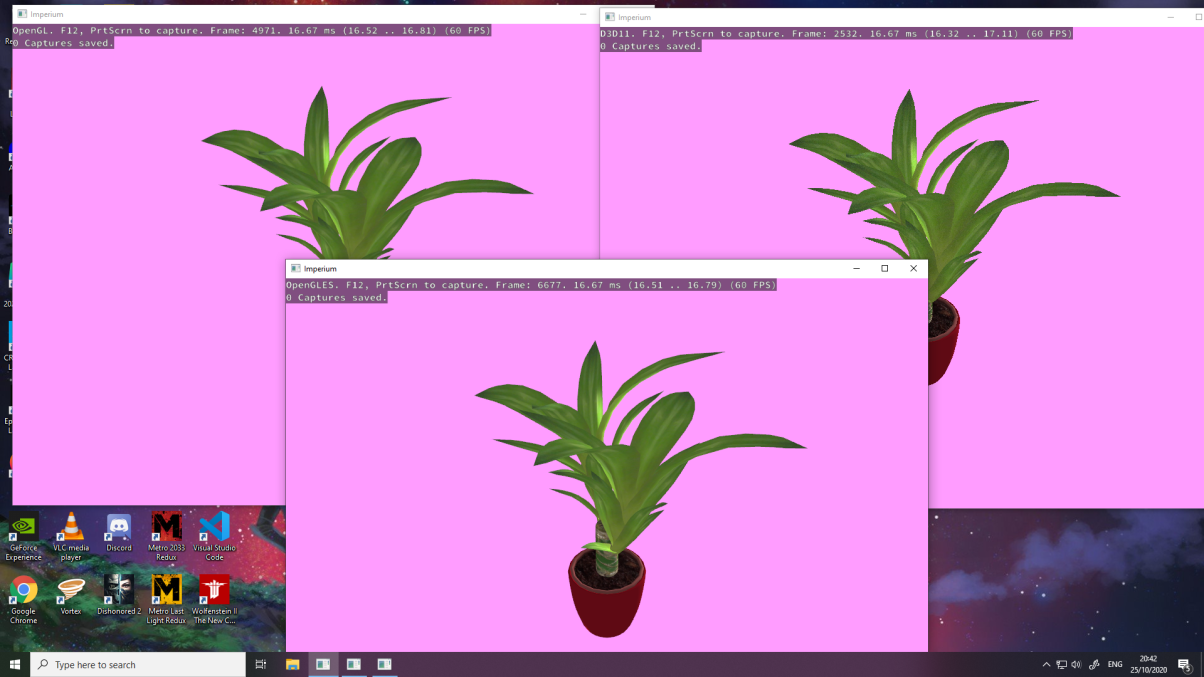 Imperium
OpenGL. F12, PrtScrn to capture. Frame: 4971. 16.67 ms (16.52 .. 16.81) (60 FPS)
0 Captures saved.
Imperium
D3D11. F12, PrtScrn to capture. Frame: 2532. 16.67 ms (16.32 .. 17.11) (60 FPS)
0 Captures saved.
Imperium
OpenGLES. F12, PrtScrn to capture. Frame: 6677. 16.67 ms (16.51 .. 16.79) (60 FPS)
0 Captures saved.
GeForce Experience
VLC media player
Discord
Metro 2033 Redux
Visual Studio Code
Google Chrome
Vortex
Dishonored 2
Metro Last Light Redux
Wolfenstein II The New C...
Type here to search
ENG
20:42
25/10/2020